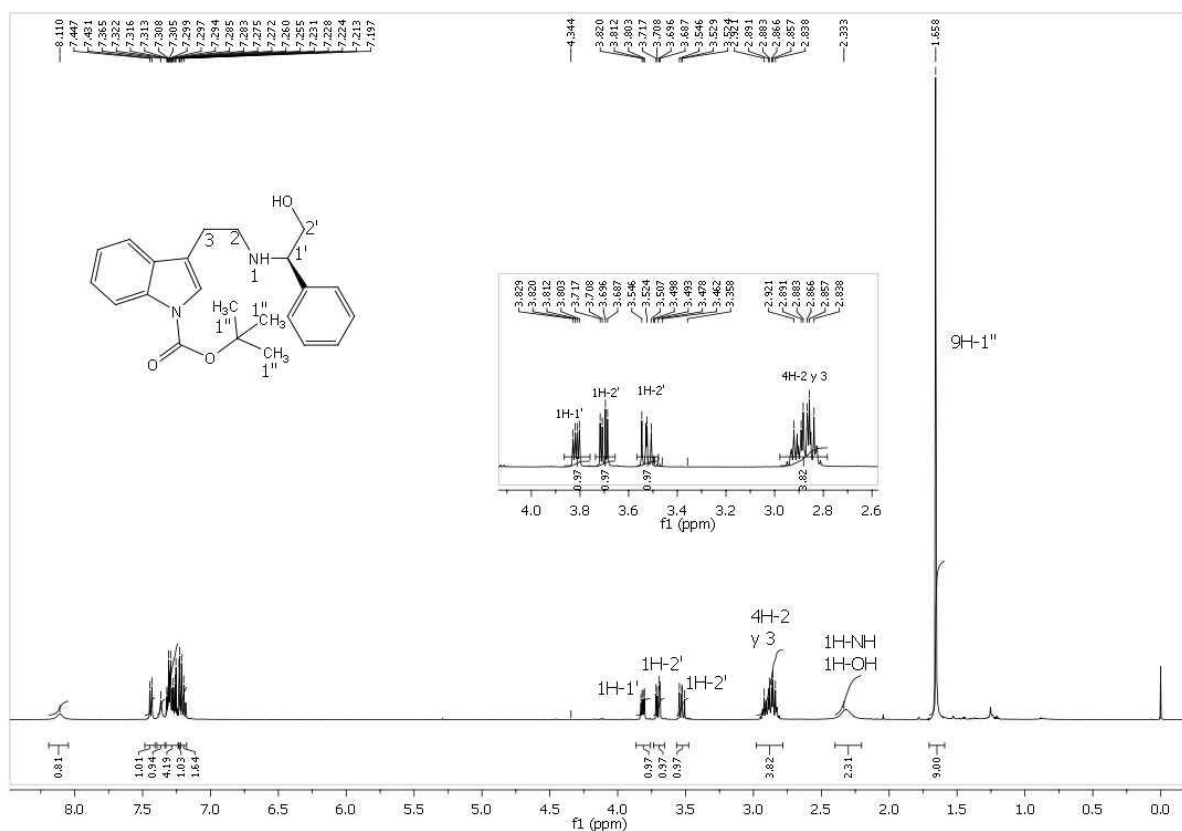 8.110 7.447 7.431 7.365 7.322 7.316 7.313 7.308 7.305 7.299 7.297 7.294 7.285 7.283 7.275 7.272 7.260 7.255 7.231 7.228 7.224 7.213 7.197
4.344
3.820 3.812 3.803 3.717 3.708 3.696 3.687 3.546 3.529 3.524 2.921 2.891 2.883 2.866 2.857 2.838
2.333
1.658
HO
2'
3
2
NH
1
1'
N
H₃C
1"
1"
CH₃
CH₃
1"
O
O
3.829 3.820 3.812 3.803 3.717 3.708 3.696 3.687 3.546 3.524 3.507 3.498 3.493 3.478 3.462 3.358
2.921 2.891 2.883 2.866 2.857 2.838
1H-1'
1H-2'
1H-2'
4H-2 y 3
0.97 0.97 0.97 3.82
4.0 3.8 3.6 3.4 3.2 3.0 2.8 2.6
f1 (ppm)
9H-1"
1H-1'
1H-2'
1H-2'
4H-2
y 3
1H-NH
1H-OH
0.81 1.01 0.94 4.19 1.03 1.64 0.97 0.97 0.97 3.82 2.31 9.00
8.0 7.5 7.0 6.5 6.0 5.5 5.0 4.5 4.0 3.5 3.0 2.5 2.0 1.5 1.0 0.5 0.0
f1 (ppm)